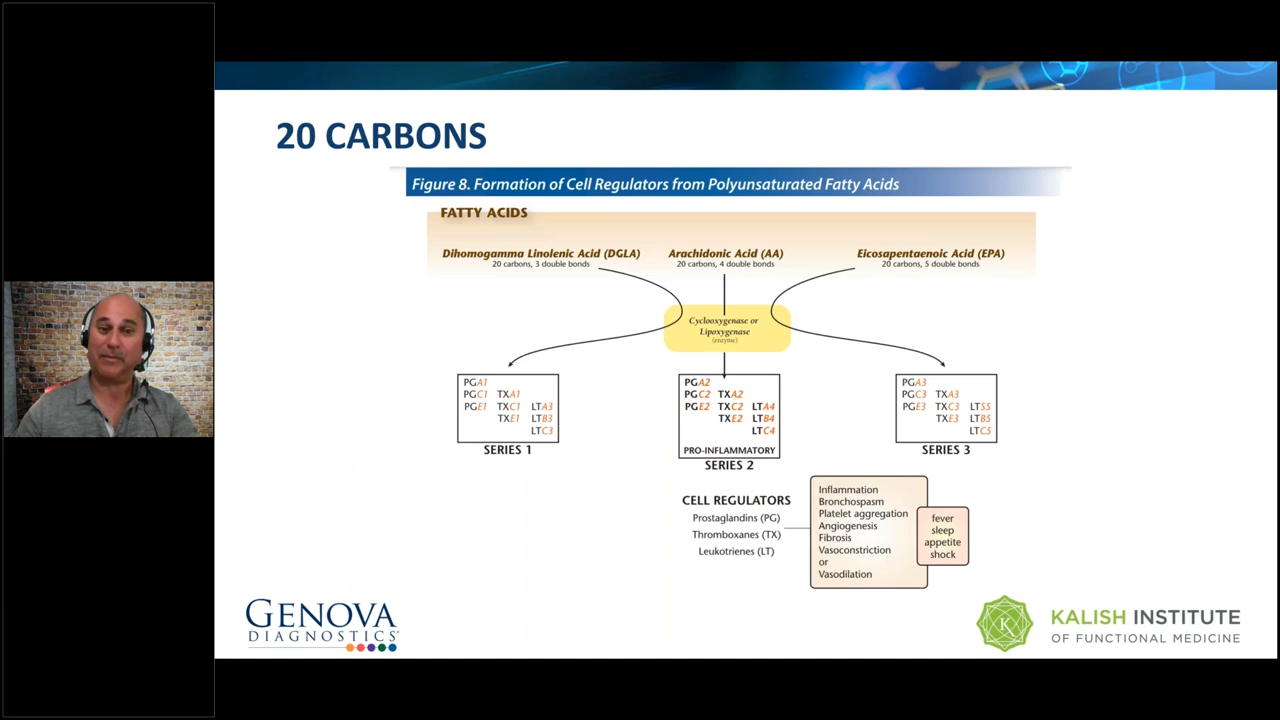 20 CARBONS
Figure 8. Formation of Cell Regulators from Polyunsaturated Fatty Acids
FATTY ACIDS
Dihomogamma Linolenic Acid (DGLA)
20 carbons, 3 double bonds
Arachidonic Acid (AA)
20 carbons, 4 double bonds
Eicosapentaenoic Acid (EPA)
20 carbons, 5 double bonds
Cyclooxygenase or
Lipoxygenase
(enzyme)
PGA1
PGC1 TXA1
PGE1 TXC1 LTA3
TXE1 LTB3
LTC3
SERIES 1
PGA2
PGC2 TXA2
PGE2 TXC2 LTA4
TXE2 LTB4
LTC4
PRO-INFLAMMATORY
SERIES 2
PGA3
PGC3 TXA3
PGE3 TXC3 LTS5
TXE3 LTB5
LTC5
SERIES 3
CELL REGULATORS
Prostaglandins (PG)
Thromboxanes (TX)
Leukotrienes (LT)
Inflammation
Bronchospasm
Platelet aggregation
Angiogenesis
Fibrosis
Vasoconstriction
or
Vasodilation
fever
sleep
appetite
shock
GENOVA
DIAGNOSTICS
K
KALISH INSTITUTE
OF FUNCTIONAL MEDICINE